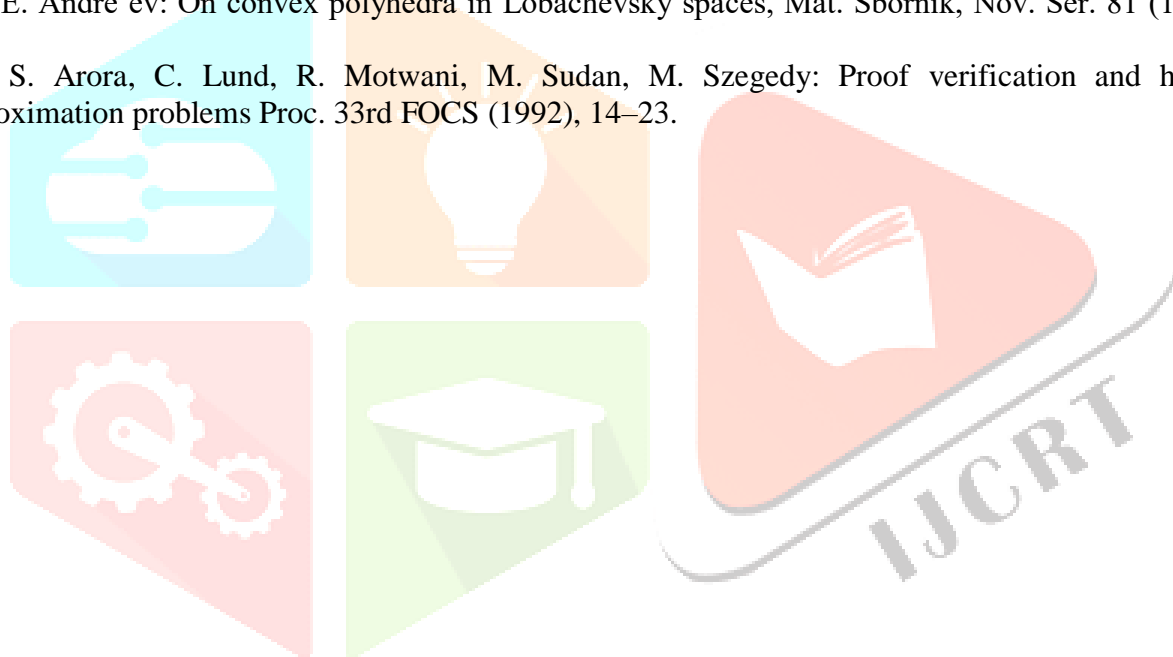 E. Andre ev: On convex polyhedra in Lobachevsky spaces, Mat. Sbornik, Nov. Ser. 81 (1
S. Arora, C. Lund, R. Motwani, M. Sudan, M. Szegedy: Proof verification and h
oximation problems Proc. 33rd FOCS (1992), 14–23.
IJCRT